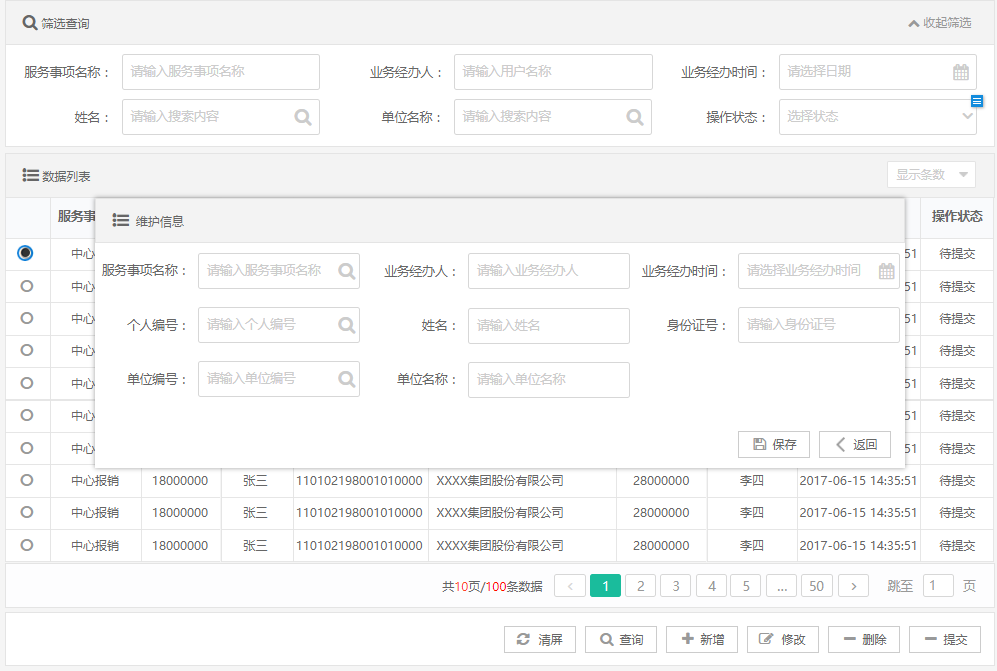 筛选查询 收起筛选
服务事项名称： 请输入服务事项名称 业务经办人： 请输入用户名称 业务经办时间： 请选择日期
姓名： 请输入搜索内容 单位名称： 请输入搜索内容 操作状态： 选择状态
数据列表 显示条数
服务事 操作状态
维护信息
中心 51 待提交
服务事项名称： 请输入服务事项名称 业务经办人： 请输入业务经办人 业务经办时间： 请选择业务经办时间
中心 51 待提交
中心 51 待提交
个人编号： 请输入个人编号 姓名： 请输入姓名 身份证号： 请输入身份证号
中心 51 待提交
中心 51 待提交
单位编号： 请输入单位编号 单位名称： 请输入单位名称
中心 51 待提交
中心 51 待提交
保存 返回
中心报销 18000000 张三 110102198001010000 XXXX集团股份有限公司 28000000 李四 2017-06-15 14:35:51 待提交
中心报销 18000000 张三 110102198001010000 XXXX集团股份有限公司 28000000 李四 2017-06-15 14:35:51 待提交
中心报销 18000000 张三 110102198001010000 XXXX集团股份有限公司 28000000 李四 2017-06-15 14:35:51 待提交
共10页/100条数据 < 1 2 3 4 5 ... 50 > 跳至 1 页
清屏 查询 新增 修改 删除 提交